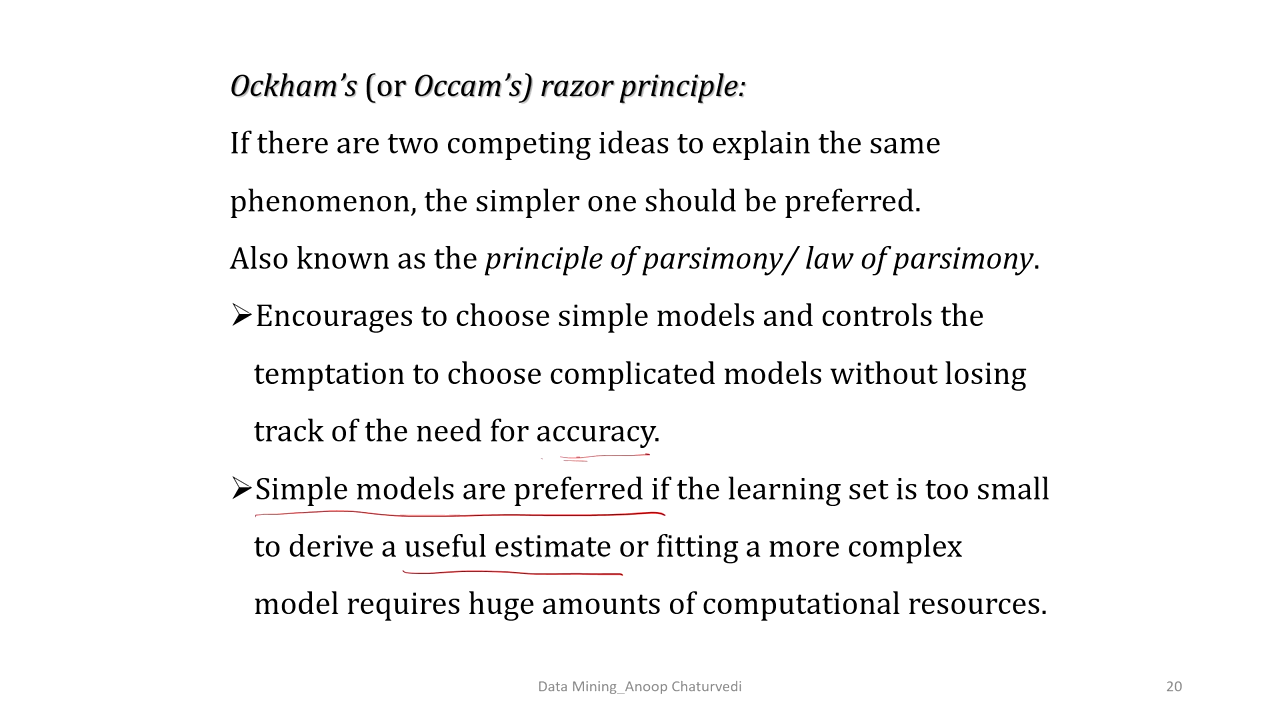 Ockham’s (or Occam’s) razor principle:
If there are two competing ideas to explain the same
phenomenon, the simpler one should be preferred.
Also known as the principle of parsimony/ law of parsimony.
➢Encourages to choose simple models and controls the
temptation to choose complicated models without losing
track of the need for accuracy.
➢Simple models are preferred if the learning set is too small
to derive a useful estimate or fitting a more complex
model requires huge amounts of computational resources.
Data Mining_Anoop Chaturvedi
20